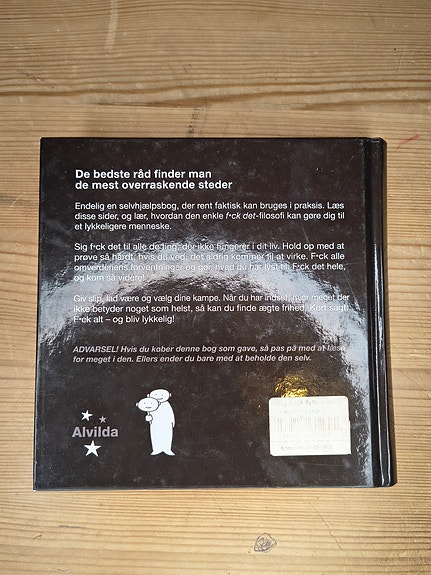 De bedste råd finder man
de mest overraskende steder
Endelig en selvhjælpsbog, der rent faktisk kan bruges i praksis. Læs
disse sider, og lær, hvordan den enkle f*ck det-filosofi kan gøre dig til
et lykkeligere menneske.
Sig f*ck det til alle de ting, der ikke fungerer i dit liv. Hold op med at
prøve så hårdt, hvis du ved, det aldrig kommer til at virke. F*ck alle
omverdenens forventninger og gør, hvad du har lyst til. F*ck det hele,
og kom så videre!
Giv slip, lad være og vælg dine kampe. Når du har indset, hvor meget der
ikke betyder noget som helst, så kan du finde ægte frihed. Kort sagt:
F*ck alt – og bliv lykkelig!
ADVARSEL! Hvis du køber denne bog som gave, så pas på med at læse
for meget i den. Ellers ender du bare med at beholde den selv.
Alvilda